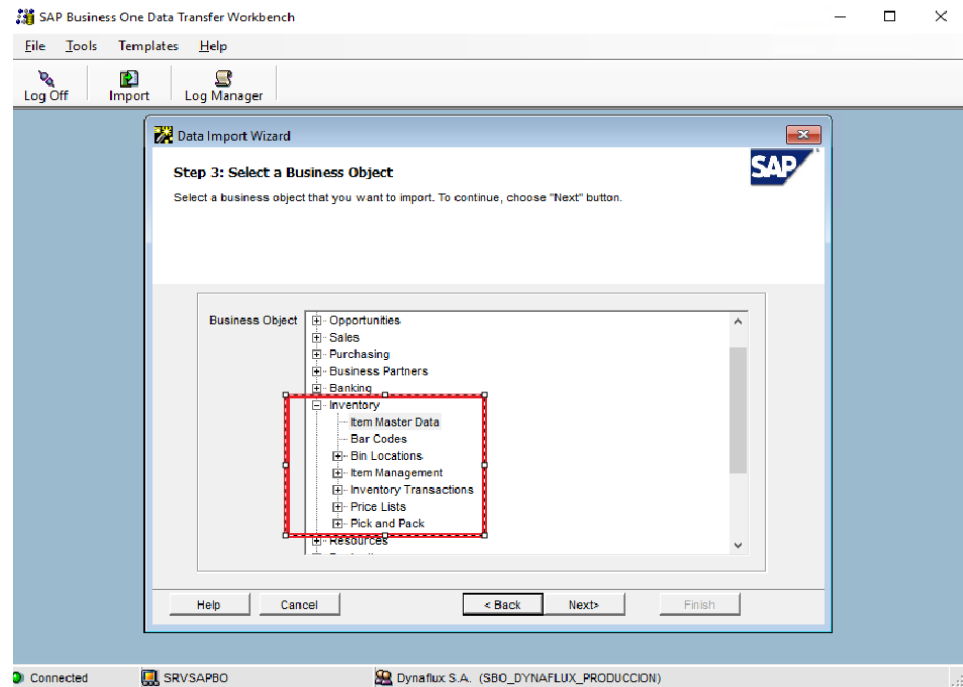 SAP Business One Data Transfer Workbench
File Tools Templates Help
Log Off Import Log Manager
Data Import Wizard
Step 3: Select a Business Object
SAP
Select a business object that you want to import. To continue, choose "Next" button.
Business Object
Opportunities
Sales
Purchasing
Business Partners
Banking
Inventory
Item Master Data
Bar Codes
Bin Locations
Item Management
Inventory Transactions
Price Lists
Pick and Pack
Resources
Help Cancel < Back Next> Finish
Connected SRVSAPBO Dynaflux S.A. (SBO_DYNAFLUX_PRODUCCION)